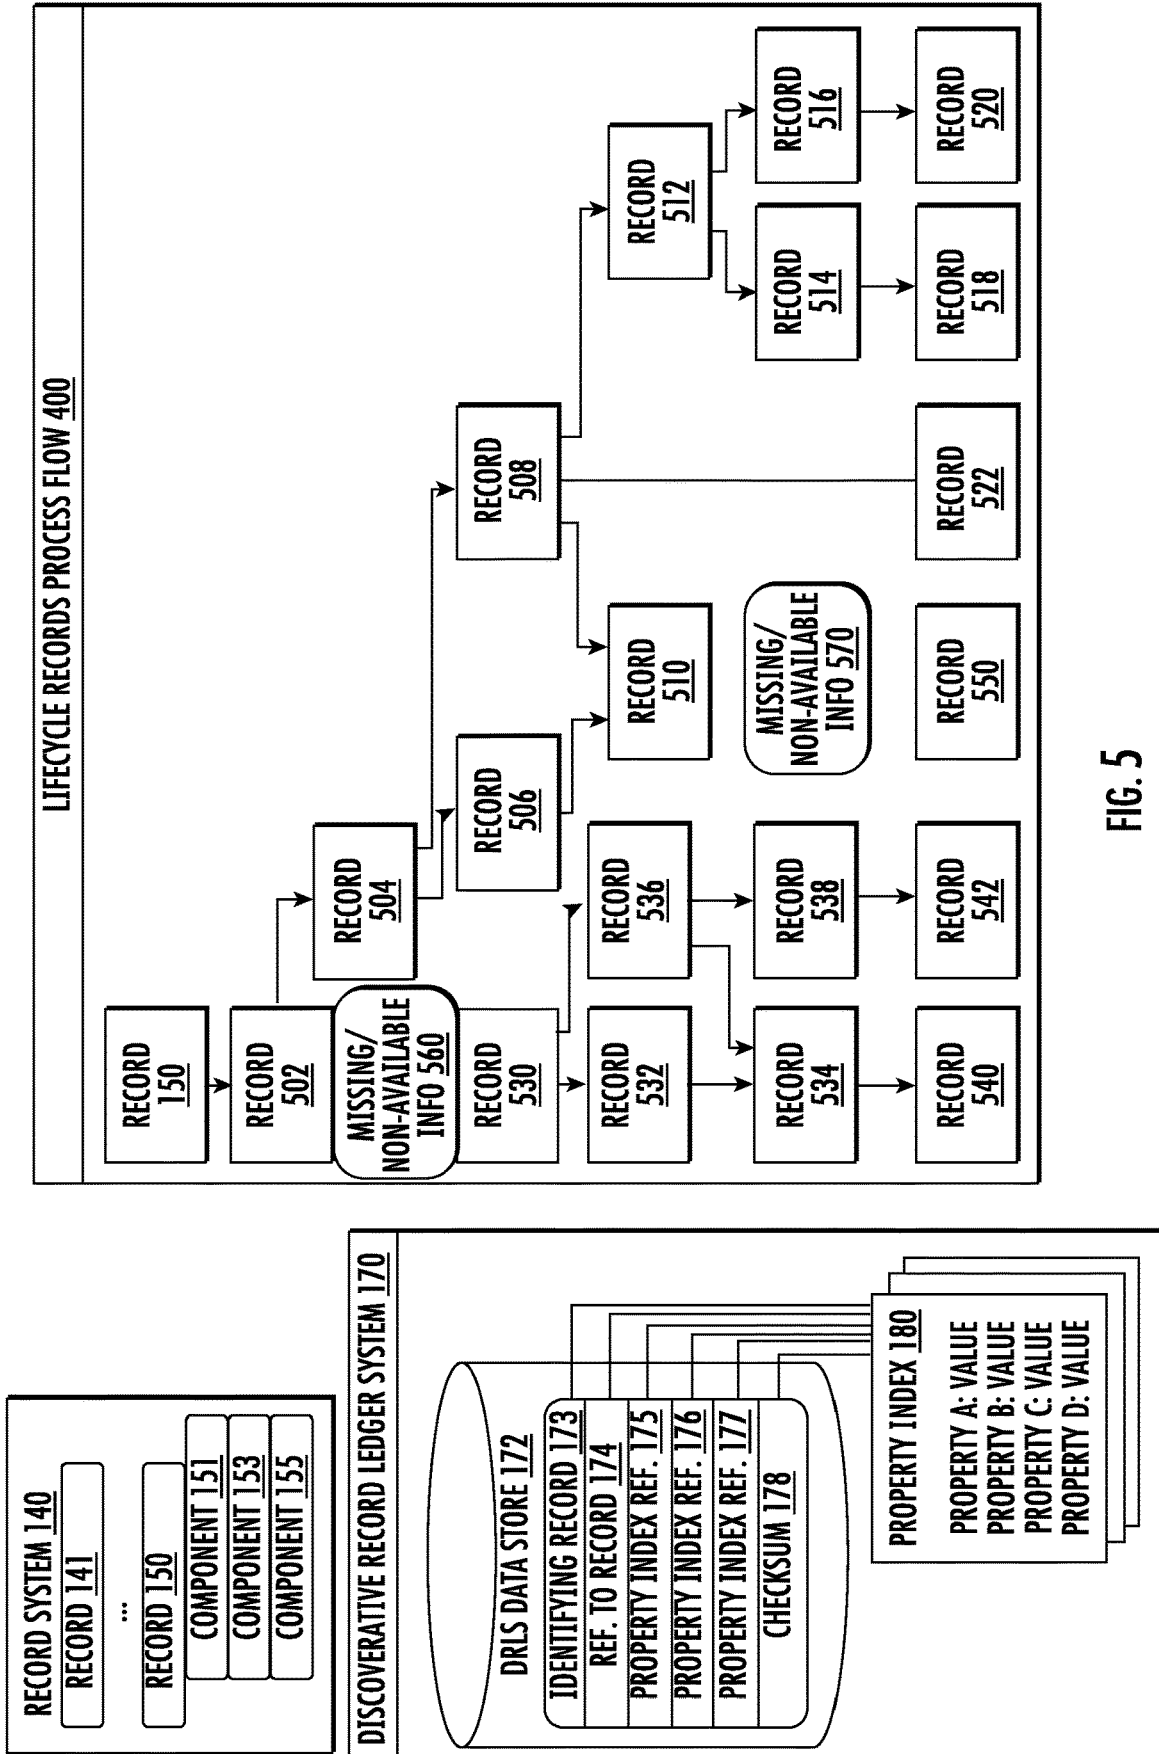 RECORD SYSTEM 140
RECORD 141
...
RECORD 150
COMPONENT 151
COMPONENT 153
COMPONENT 155
DISCOVERATIVE RECORD LEDGER SYSTEM 170
DRLS DATA STORE 172
IDENTIFYING RECORD 173
REF. TO RECORD 174
PROPERTY INDEX REF. 175
PROPERTY INDEX REF. 176
PROPERTY INDEX REF. 177
CHECKSUM 178
PROPERTY INDEX 180
PROPERTY A: VALUE
PROPERTY B: VALUE
PROPERTY C: VALUE
PROPERTY D: VALUE
LIFECYCLE RECORDS PROCESS FLOW 400
RECORD
150
RECORD
502
RECORD
504
MISSING/
NON-AVAILABLE
INFO 560
RECORD
530
RECORD
506
RECORD
508
RECORD
532
RECORD
536
RECORD
510
RECORD
512
RECORD
534
RECORD
538
MISSING/
NON-AVAILABLE
INFO 570
RECORD
514
RECORD
516
RECORD
540
RECORD
542
RECORD
550
RECORD
522
RECORD
518
RECORD
520
FIG. 5